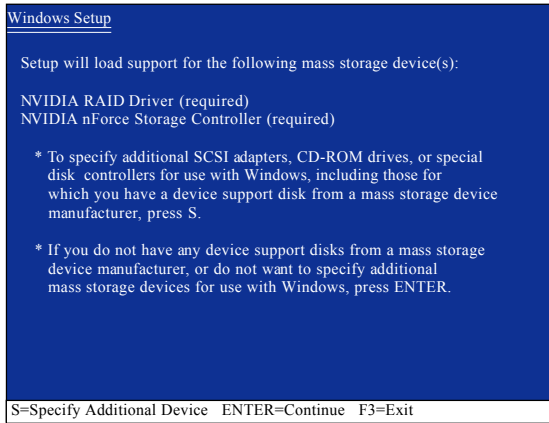 Windows Setup
Setup will load support for the following mass storage device(s):
NVIDIA RAID Driver (required)
NVIDIA nForce Storage Controller (required)
* To specify additional SCSI adapters, CD-ROM drives, or special
disk controllers for use with Windows, including those for
which you have a device support disk from a mass storage device
manufacturer, press S.
* If you do not have any device support disks from a mass storage
device manufacturer, or do not want to specify additional
mass storage devices for use with Windows, press ENTER.
S=Specify Additional Device ENTER=Continue F3=Exit